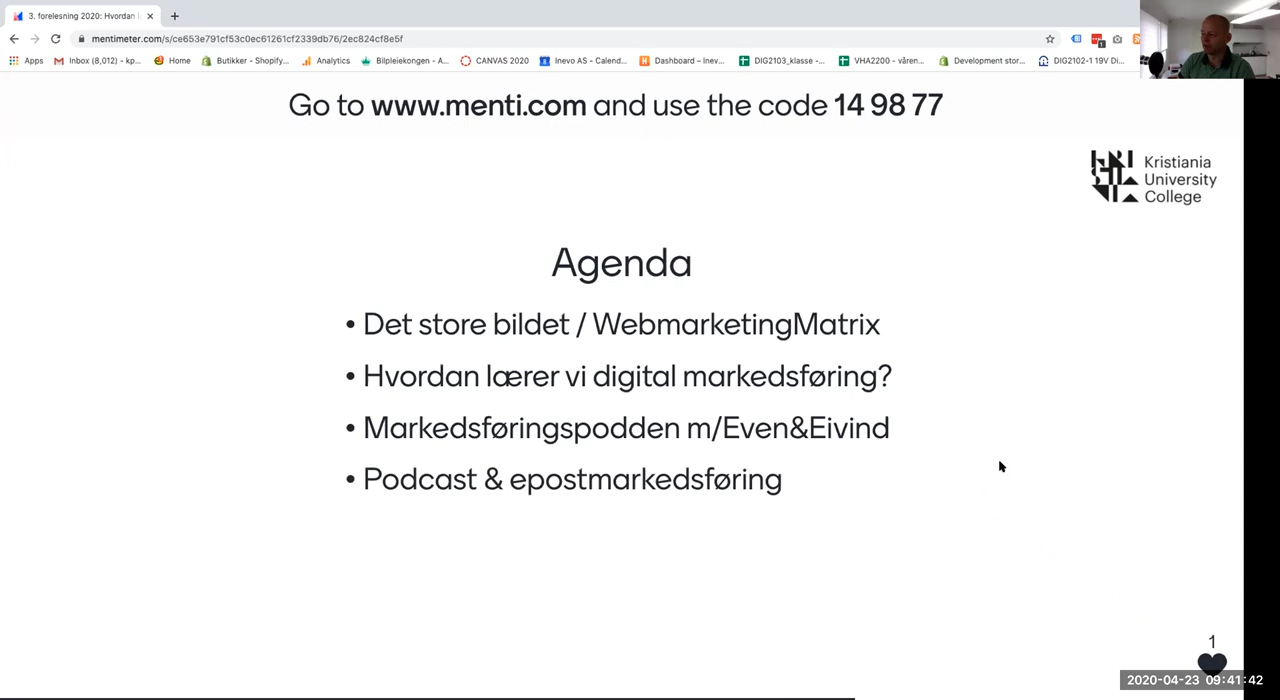 3. forelesning 2020: Hvordan
mentimeter.com/s/ce653e791cf53c0ec61261cf2339db76/2ec824cf8e5f
Apps Inbox (8,012) - kp... Home Butikker - Shopify... Analytics Bilpleiekongen - A... CANVAS 2020 Inevo AS - Calend... Dashboard – Inev... DIG2103_klasse -... VHA2200 - våren... Development stor... DIG2102-1 19V Di...
Go to www.menti.com and use the code 14 98 77
Kristiania
University
College
Agenda
• Det store bildet / WebmarketingMatrix
• Hvordan lærer vi digital markedsføring?
• Markedsføringspodden m/Even&Eivind
• Podcast & epostmarkedsføring
1
2020-04-23 09:41:42